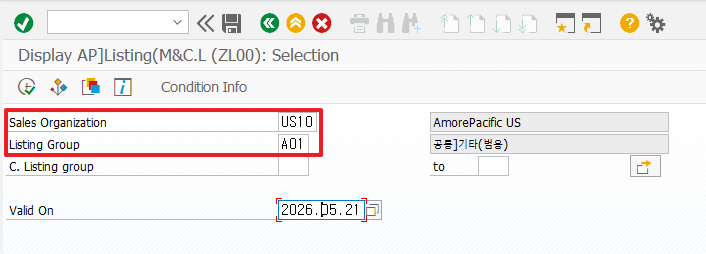 Display AP]Listing(M&C.L (ZL00): Selection
Condition Info
Sales Organization US10 AmorePacific US
Listing Group A01 공통]기타(범용)
C. Listing group to
Valid On 2026.05.21